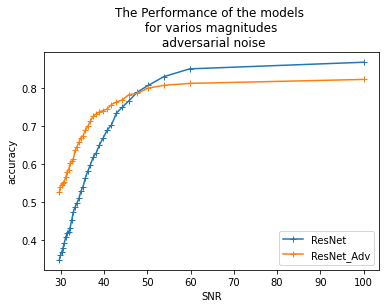 The Performance of the models
for varios magnitudes
adversarial noise
accuracy
0.8
0.7
0.6
0.5
0.4
30 40 50 60 70 80 90 100
SNR
ResNet
ResNet_Adv